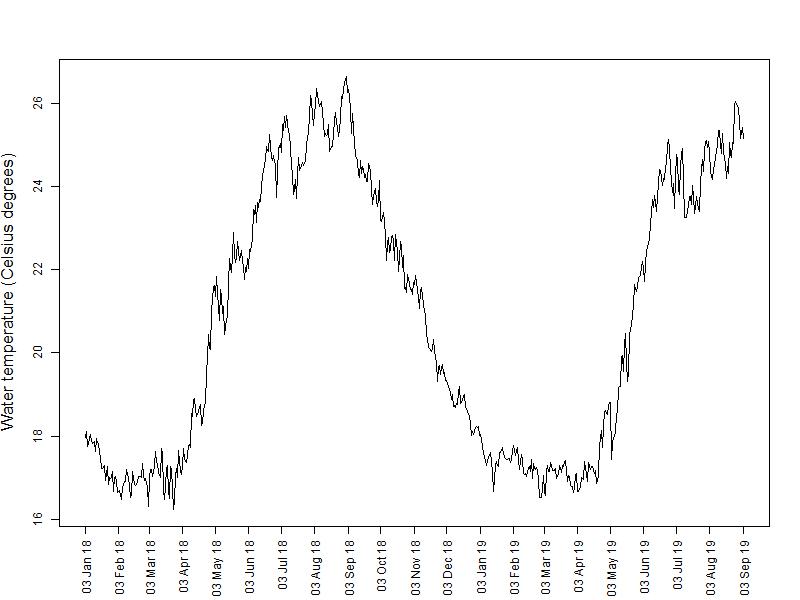 Water temperature (Celsius degrees)
26
24
22
20
18
16
03 Jan 18
03 Feb 18
03 Mar 18
03 Apr 18
03 May 18
03 Jun 18
03 Jul 18
03 Aug 18
03 Sep 18
03 Oct 18
03 Nov 18
03 Dec 18
03 Jan 19
03 Feb 19
03 Mar 19
03 Apr 19
03 May 19
03 Jun 19
03 Jul 19
03 Aug 19
03 Sep 19